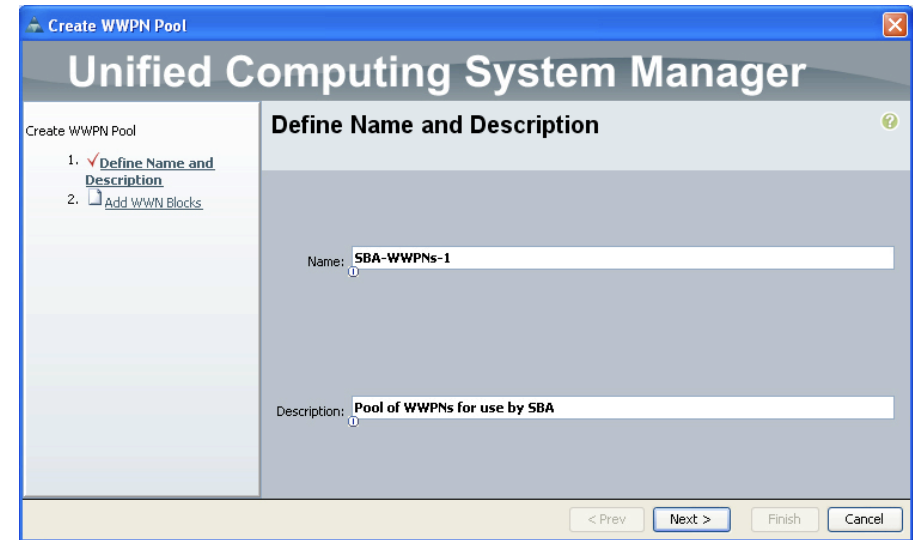 Create WWPN Pool
Unified Computing System Manager
Create WWPN Pool
1. Define Name and
Description
2. Add WWN Blocks
Define Name and Description
?
Name: SBA-WWPNs-1
Description: Pool of WWPNs for use by SBA
< Prev Next > Finish Cancel